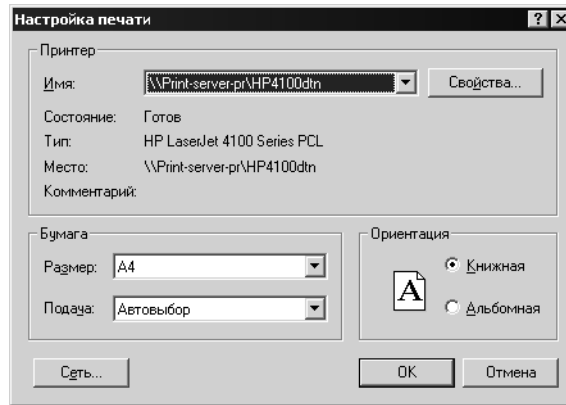 Настройка печати
Принтер
Имя: \\Print-server-pr\HP4100dtn Свойства...
Состояние: Готов
Тип: HP LaserJet 4100 Series PCL
Место: \\Print-server-pr\HP4100dtn
Комментарий:
Бумага
Размер: A4
Подача: Автовыбор
Ориентация
A
Книжная
Альбомная
Сеть... OK Отмена